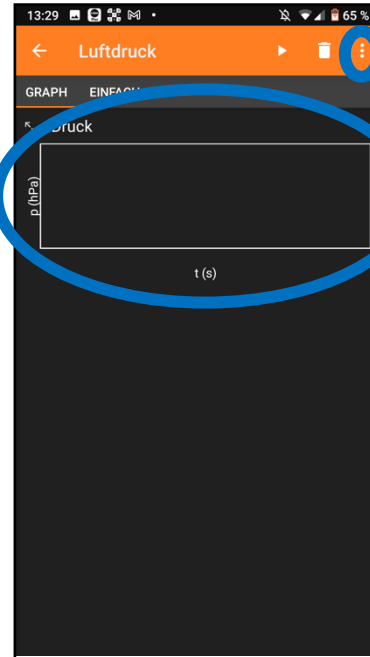 13:29 65 %
Luftdruck
GRAPH EINFACH
Druck
p (hPa)
t (s)